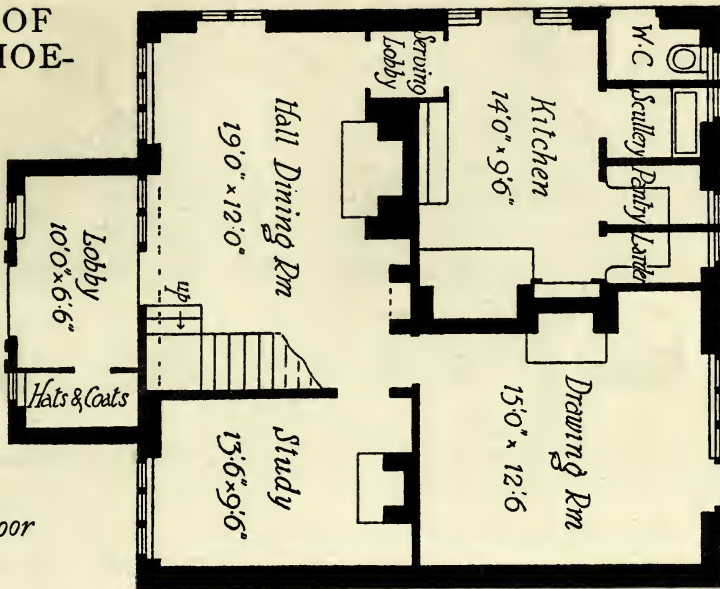 OF
HOE-
W.C
Serving
Lobby
Scullery
Kitchen
14'0" × 9'6"
Hall Dining Rm
19'0" × 12'0"
Pantry
Larder
Lobby
10'0" × 6'6"
up
Hats & Coats
Drawing Rm
15'0" × 12'6
Study
13'6" × 9'6"
oor